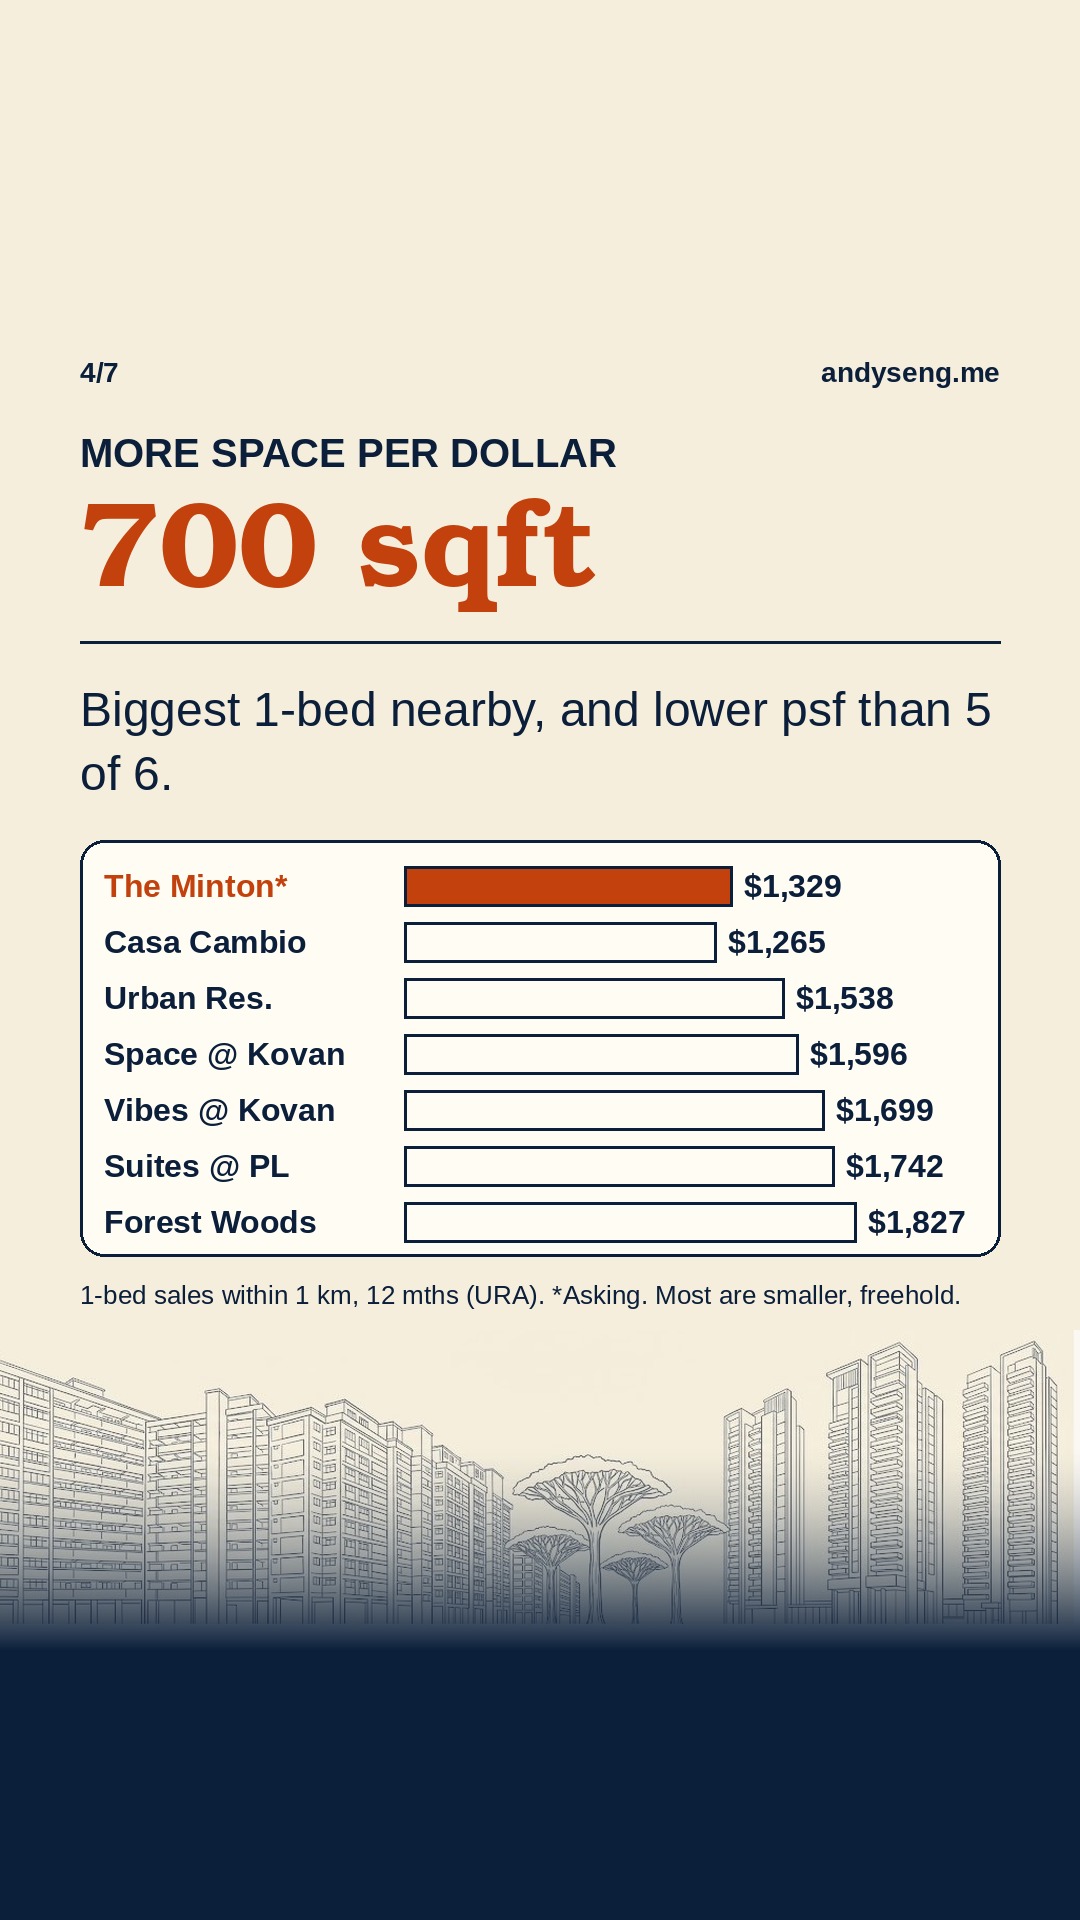 4/7
andyseng.me
MORE SPACE PER DOLLAR
700 sqft
Biggest 1-bed nearby, and lower psf than 5
of 6.
The Minton* $1,329
Casa Cambio $1,265
Urban Res. $1,538
Space @ Kovan $1,596
Vibes @ Kovan $1,699
Suites @ PL $1,742
Forest Woods $1,827
1-bed sales within 1 km, 12 mths (URA). *Asking. Most are smaller, freehold.